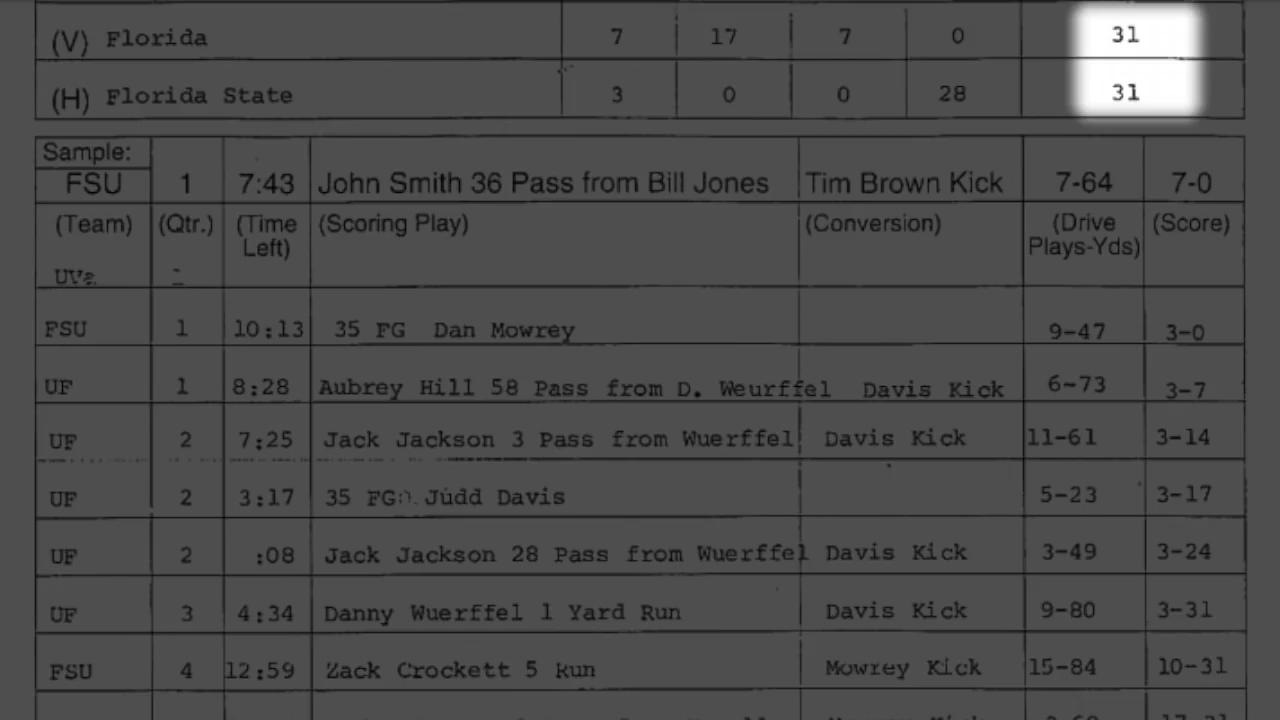 (V) Florida 7 17 7 0 31
(H) Florida State 3 0 0 28 31
Sample:
FSU 1 7:43 John Smith 36 Pass from Bill Jones Tim Brown Kick 7-64 7-0
(Team) (Qtr.) (Time Left) (Scoring Play) (Conversion) (Drive Plays-Yds) (Score)
UVa.
FSU 1 10:13 35 FG Dan Mowrey 9-47 3-0
UF 1 8:28 Aubrey Hill 58 Pass from D. Weurffel Davis Kick 6-73 3-7
UF 2 7:25 Jack Jackson 3 Pass from Wuerffel Davis Kick 11-61 3-14
UF 2 3:17 35 FG Judd Davis 5-23 3-17
UF 2 :08 Jack Jackson 28 Pass from Wuerffel Davis Kick 3-49 3-24
UF 3 4:34 Danny Wuerffel 1 Yard Run Davis Kick 9-80 3-31
FSU 4 12:59 Zack Crockett 5 Run Mowrey Kick 15-84 10-31